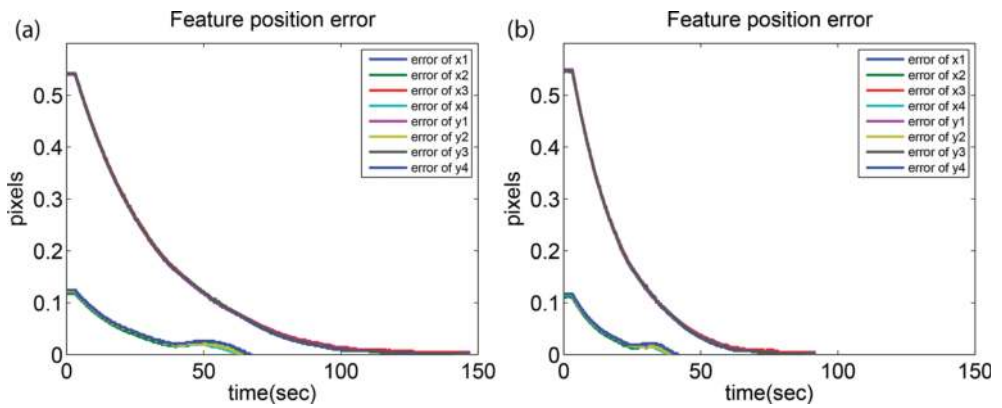 (a)
Feature position error
pixels
0.5
0.4
0.3
0.2
0.1
0
0
50
100
150
time(sec)
error of x1
error of x2
error of x3
error of x4
error of y1
error of y2
error of y3
error of y4
(b)
Feature position error
pixels
0.5
0.4
0.3
0.2
0.1
0
0
50
100
150
time(sec)
error of x1
error of x2
error of x3
error of x4
error of y1
error of y2
error of y3
error of y4